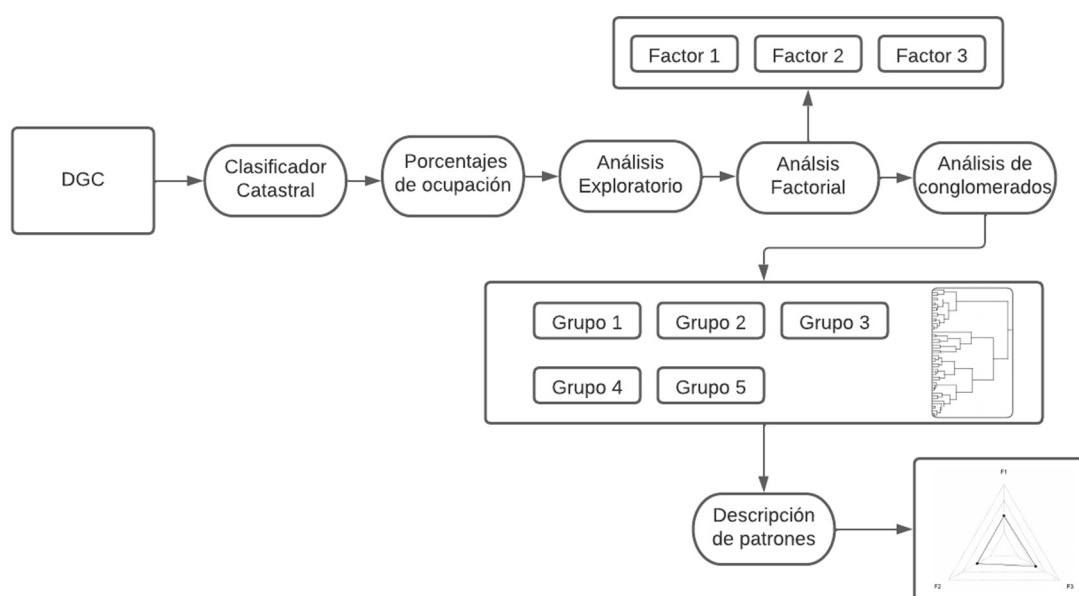 Factor 1
Factor 2
Factor 3
DGC
Clasificador
Catastral
Porcentajes
de ocupación
Análisis
Exploratorio
Análsis
Factorial
Análisis de
conglomerados
Grupo 1
Grupo 2
Grupo 3
Grupo 4
Grupo 5
Descripción
de patrones
F1
F2
F3